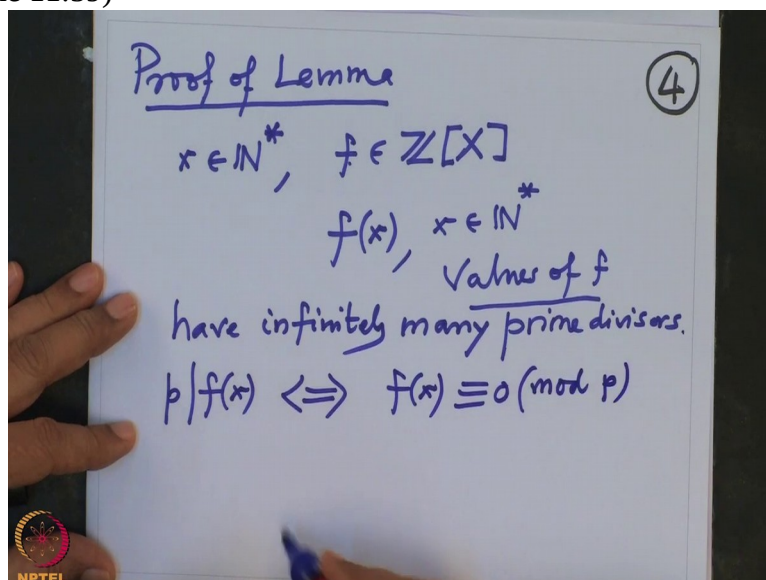 Proof of Lemma
4
x ∈ ℕ*, f ∈ ℤ[X]
f(x), x ∈ ℕ*
Values of f
have infinitely many prime divisors.
p | f(x) ⟺ f(x) ≡ 0 (mod p)
NPTEL